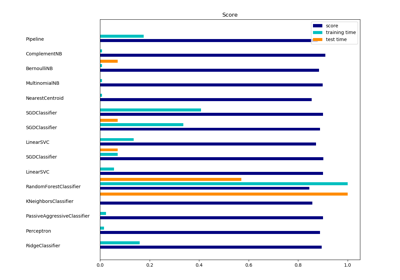 Score
score
training time
test time
Pipeline
ComplementNB
BernoulliNB
MultinomialNB
NearestCentroid
SGDClassifier
SGDClassifier
LinearSVC
SGDClassifier
LinearSVC
RandomForestClassifier
KNeighborsClassifier
PassiveAggressiveClassifier
Perceptron
RidgeClassifier
0.0 0.2 0.4 0.6 0.8 1.0